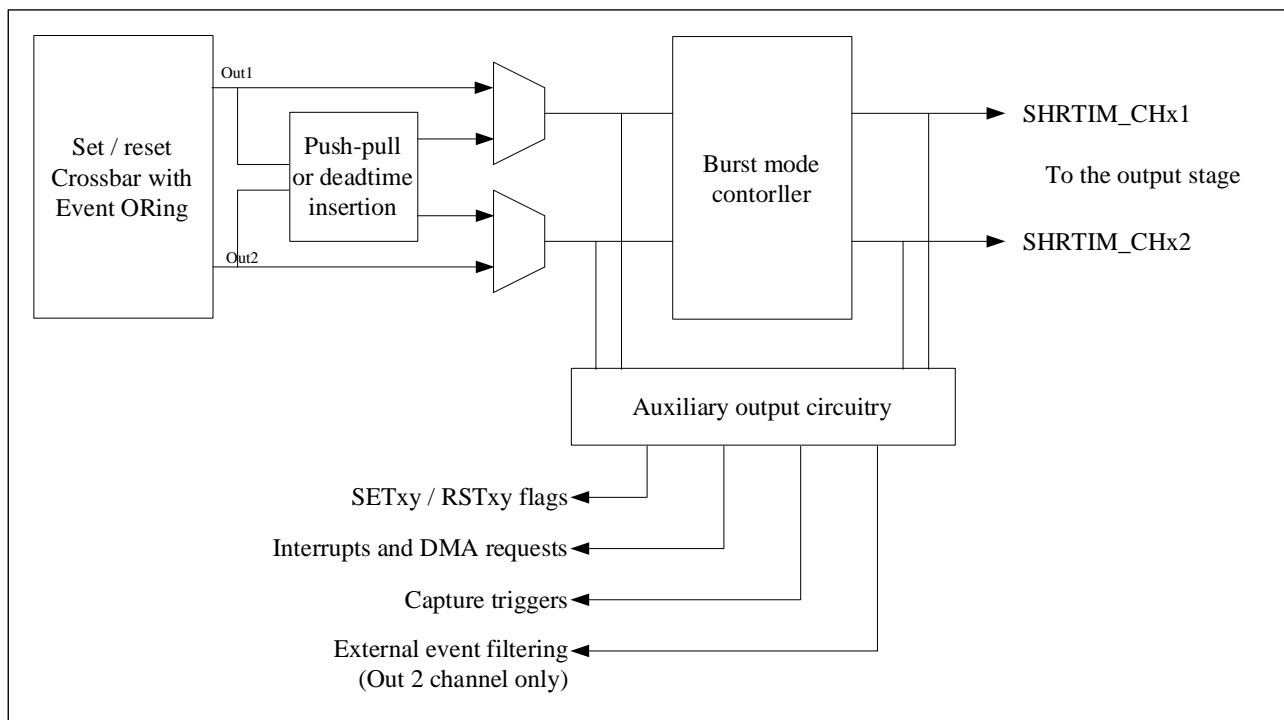 Out1
Set / reset
Crossbar with
Event ORing
Out2
Push-pull
or deadtime
insertion
Burst mode
contorller
SHRTIM_CHx1
To the output stage
SHRTIM_CHx2
Auxiliary output circuitry
SETxy / RSTxy flags
Interrupts and DMA requests
Capture triggers
External event filtering
(Out 2 channel only)